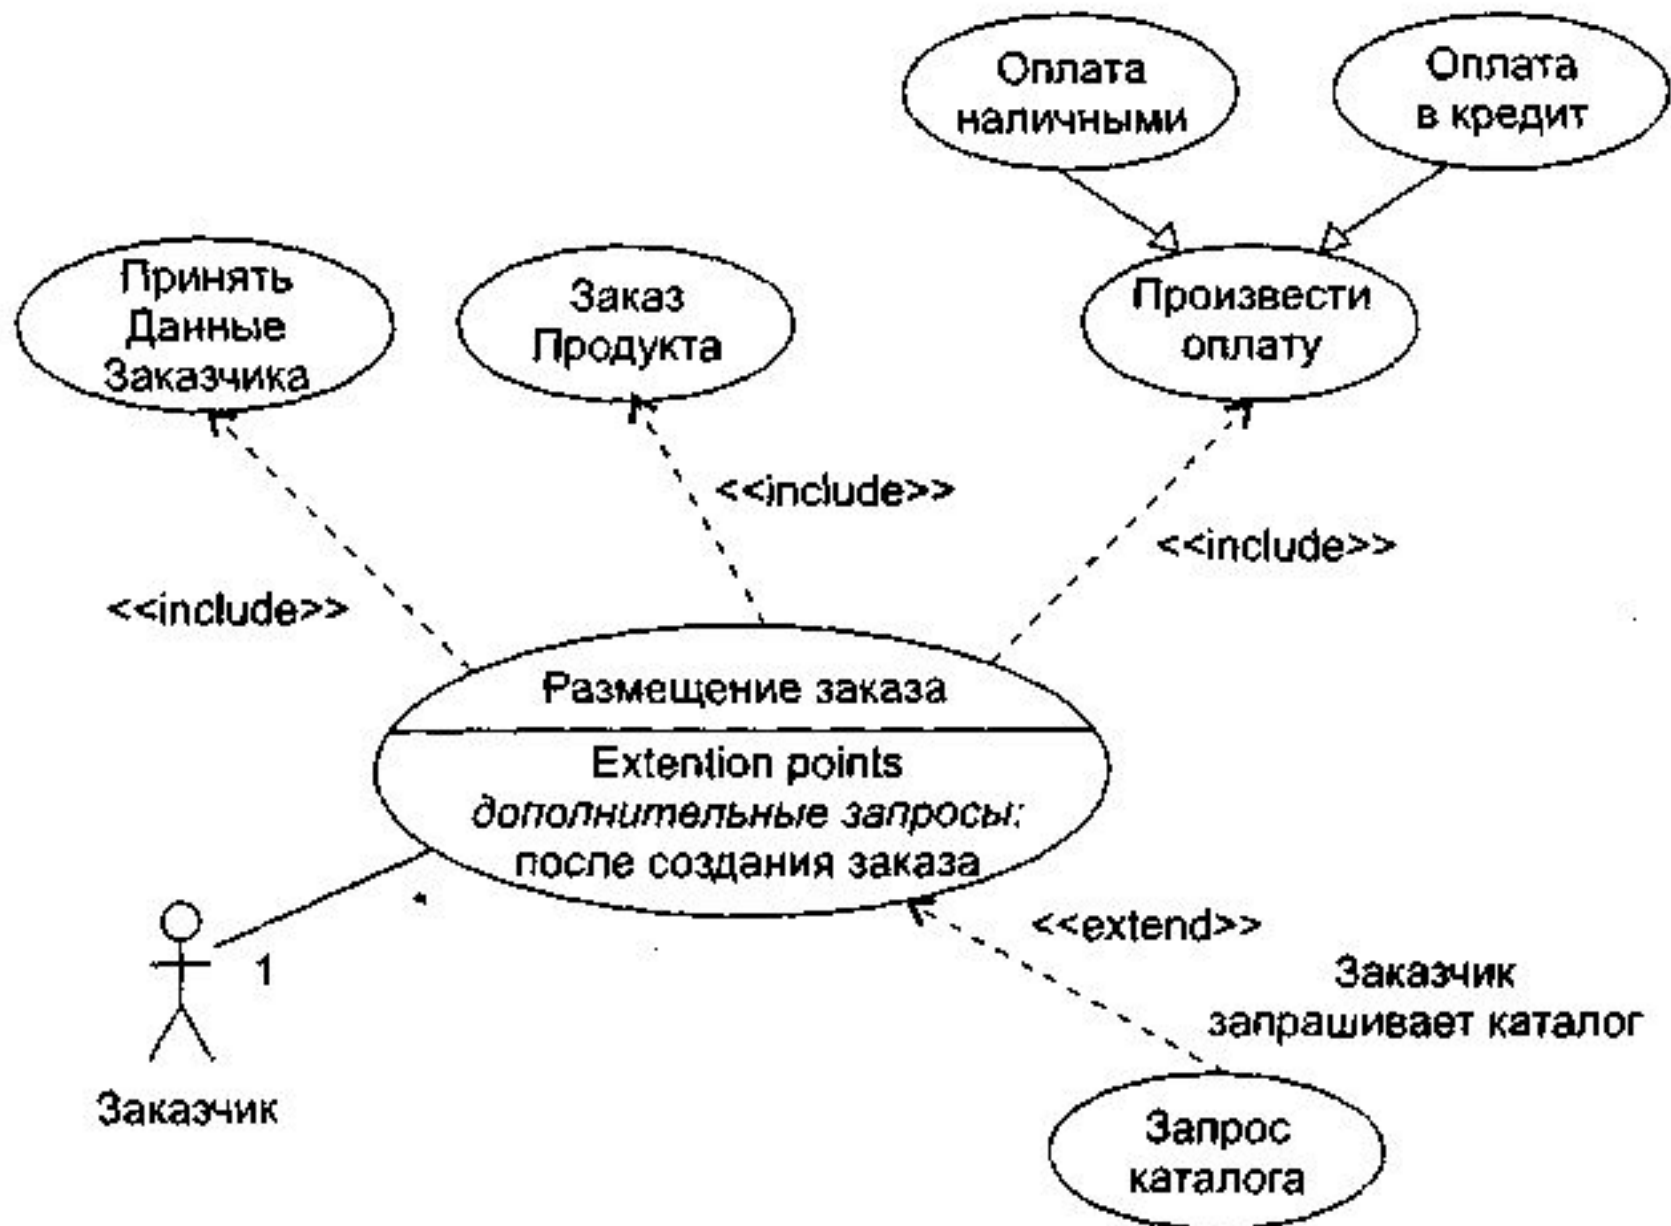 Оплата
наличными
Оплата
в кредит
Принять
Данные
Заказчика
Заказ
Продукта
Произвести
оплату
<<include>>
<<include>>
<<include>>
Размещение заказа
Extention points
дополнительные запросы:
после создания заказа
*
1
Заказчик
<<extend>>
Заказчик
запрашивает каталог
Запрос
каталога